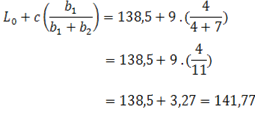 L₀ + c(b₁/(b₁ + b₂)) = 138,5 + 9 .(4/(4 + 7))
= 138,5 + 9 .(4/11)
= 138,5 + 3,27 = 141,77